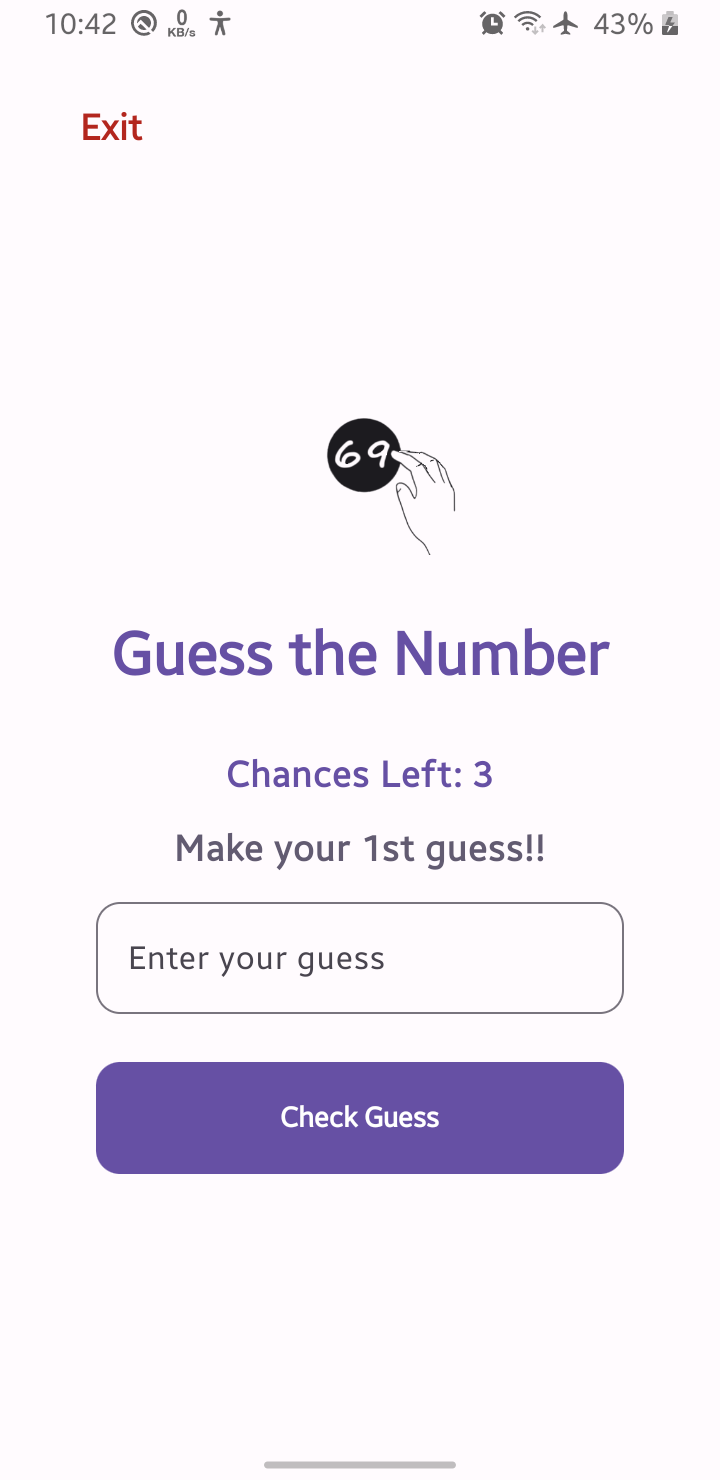 10:42 0 KB/s 43%
Exit
69
Guess the Number
Chances Left: 3
Make your 1st guess!!
Enter your guess
Check Guess